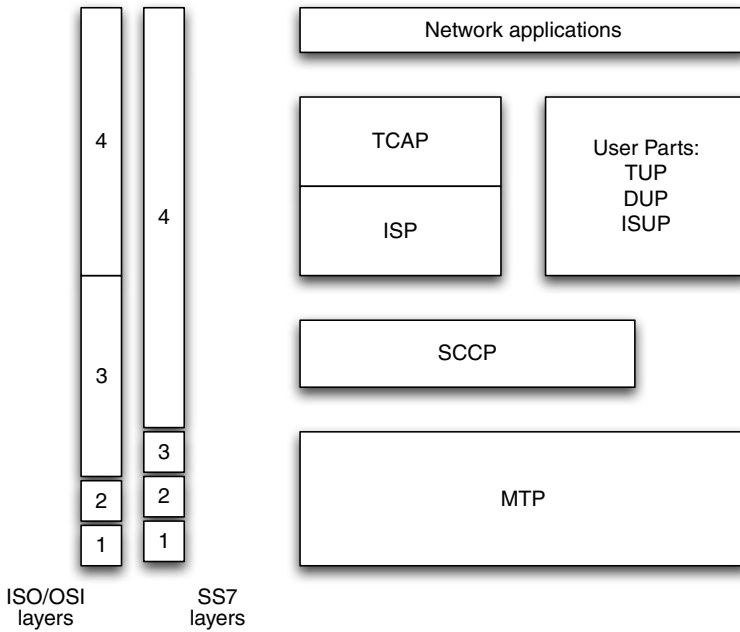 Network applications
4
TCAP
User Parts:
TUP
DUP
ISUP
4
ISP
3
SCCP
3
2
2
MTP
1
1
ISO/OSI
layers
SS7
layers